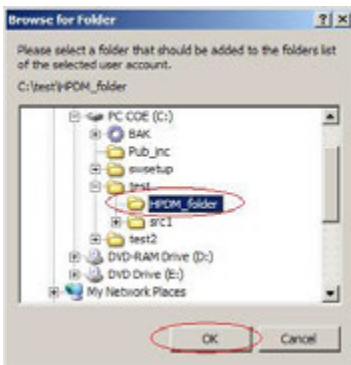 Browse for Folder
Please select a folder that should be added to the folders list
of the selected user account.
C:\test\HPDM_folder
PC COE (C:)
BAK
Pub_inc
swsetup
test
HPDM_folder
src1
test2
DVD-RAM Drive (D:)
DVD Drive (E:)
My Network Places
OK
Cancel